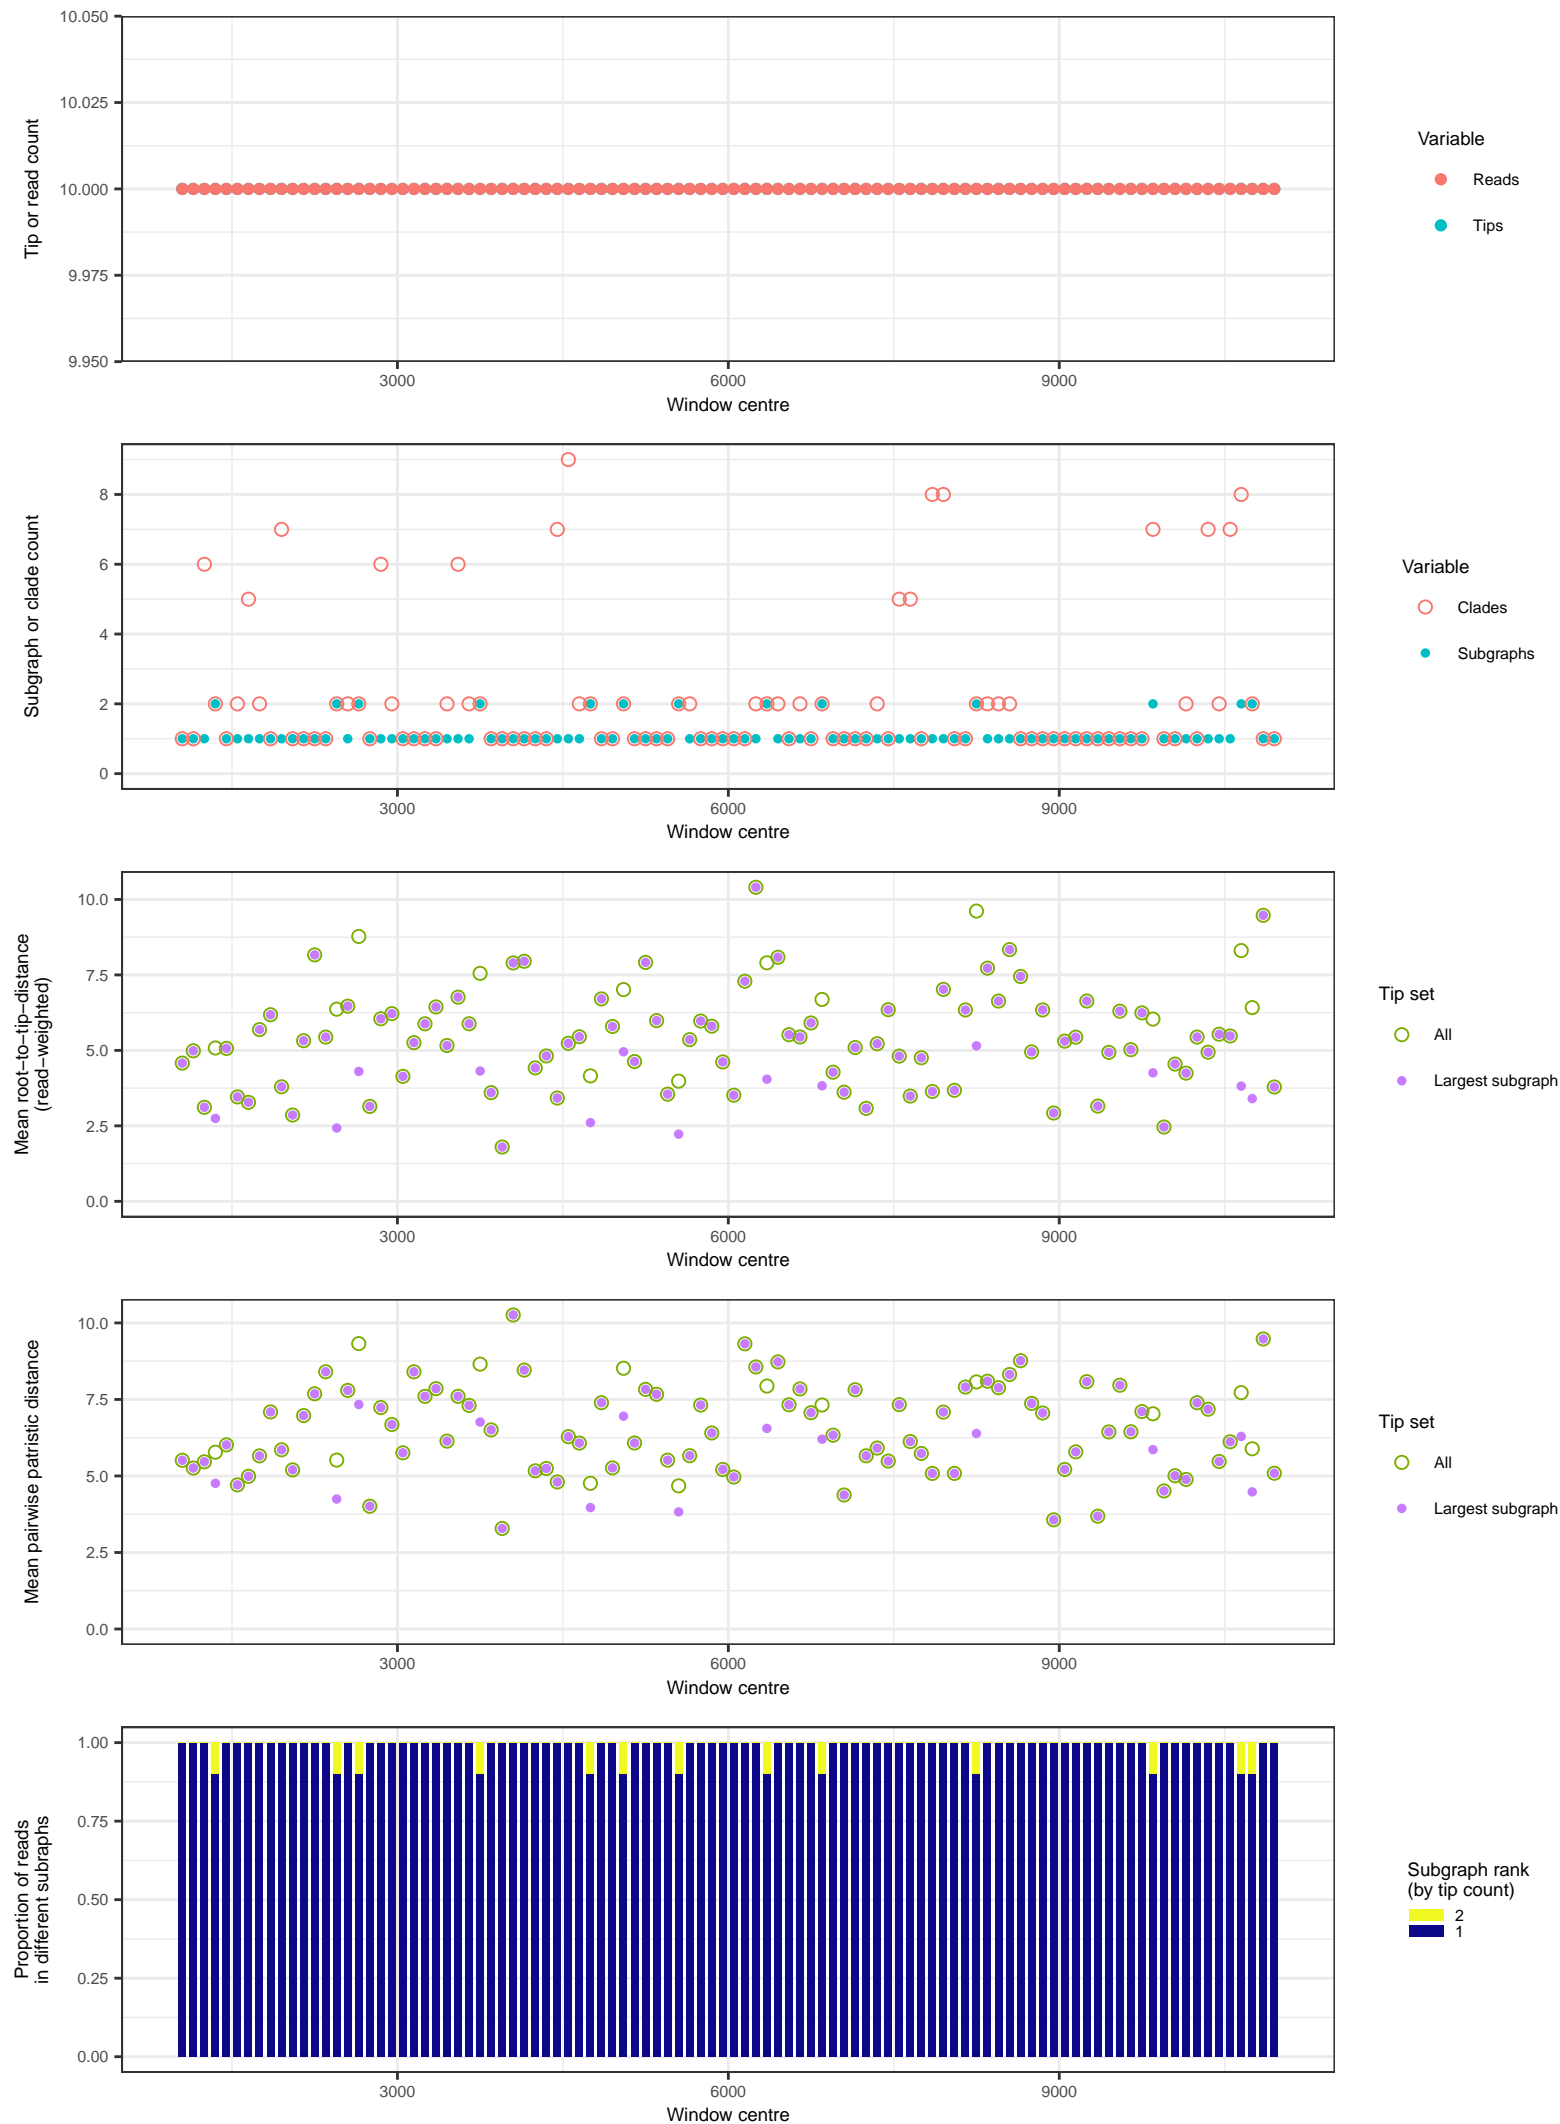 10.050
10.025
10.000
9.975
9.950
Tip or read count
3000 6000 9000
Window centre
Variable
Reads
Tips
8
6
4
2
0
Subgraph or clade count
3000 6000 9000
Window centre
Variable
Clades
Subgraphs
10.0
7.5
5.0
2.5
0.0
Mean root−to−tip−distance
(read−weighted)
3000 6000 9000
Window centre
Tip set
All
Largest subgraph
10.0
7.5
5.0
2.5
0.0
Mean pairwise patristic distance
3000 6000 9000
Window centre
Tip set
All
Largest subgraph
1.00
0.75
0.50
0.25
0.00
Proportion of reads
in different subraphs
3000 6000 9000
Window centre
Subgraph rank
(by tip count)
2
1